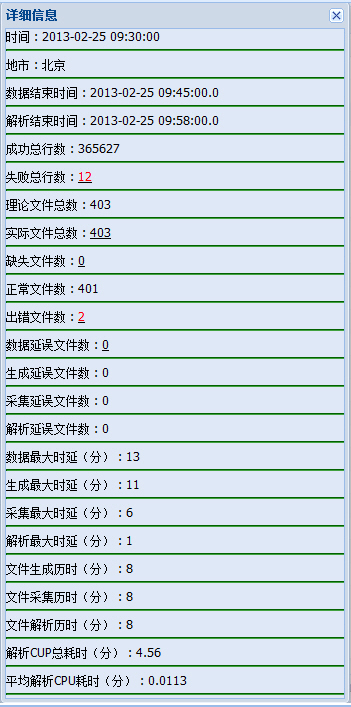 详细信息
时间：2013-02-25 09:30:00
地市：北京
数据结束时间：2013-02-25 09:45:00.0
解析结束时间：2013-02-25 09:58:00.0
成功总行数：365627
失败总行数：12
理论文件总数：403
实际文件总数：403
缺失文件数：0
正常文件数：401
出错文件数：2
数据延误文件数：0
生成延误文件数：0
采集延误文件数：0
解析延误文件数：0
数据最大时延（分）：13
生成最大时延（分）：11
采集最大时延（分）：6
解析最大时延（分）：1
文件生成历时（分）：8
文件采集历时（分）：8
文件解析历时（分）：8
解析CUP总耗时（分）：4.56
平均解析CPU耗时（分）：0.0113